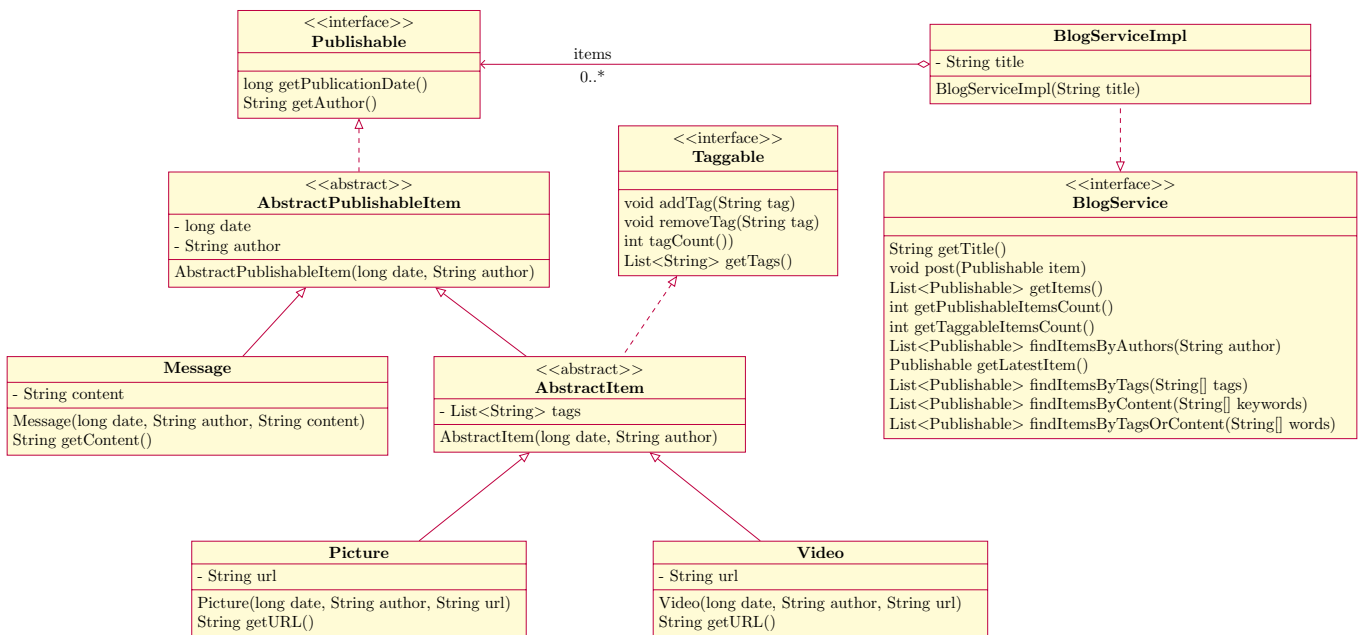 <<interface>>
Publishable
long getPublicationDate()
String getAuthor()
items
0..*
BlogServiceImpl
- String title
BlogServiceImpl(String title)
<<interface>>
Taggable
void addTag(String tag)
void removeTag(String tag)
int tagCount())
List<String> getTags()
<<abstract>>
AbstractPublishableItem
- long date
- String author
AbstractPublishableItem(long date, String author)
<<interface>>
BlogService
String getTitle()
void post(Publishable item)
List<Publishable> getItems()
int getPublishableItemsCount()
int getTaggableItemsCount()
List<Publishable> findItemsByAuthors(String author)
Publishable getLatestItem()
List<Publishable> findItemsByTags(String[] tags)
List<Publishable> findItemsByContent(String[] keywords)
List<Publishable> findItemsByTagsOrContent(String[] words)
Message
- String content
Message(long date, String author, String content)
String getContent()
<<abstract>>
AbstractItem
- List<String> tags
AbstractItem(long date, String author)
Picture
- String url
Picture(long date, String author, String url)
String getURL()
Video
- String url
Video(long date, String author, String url)
String getURL()